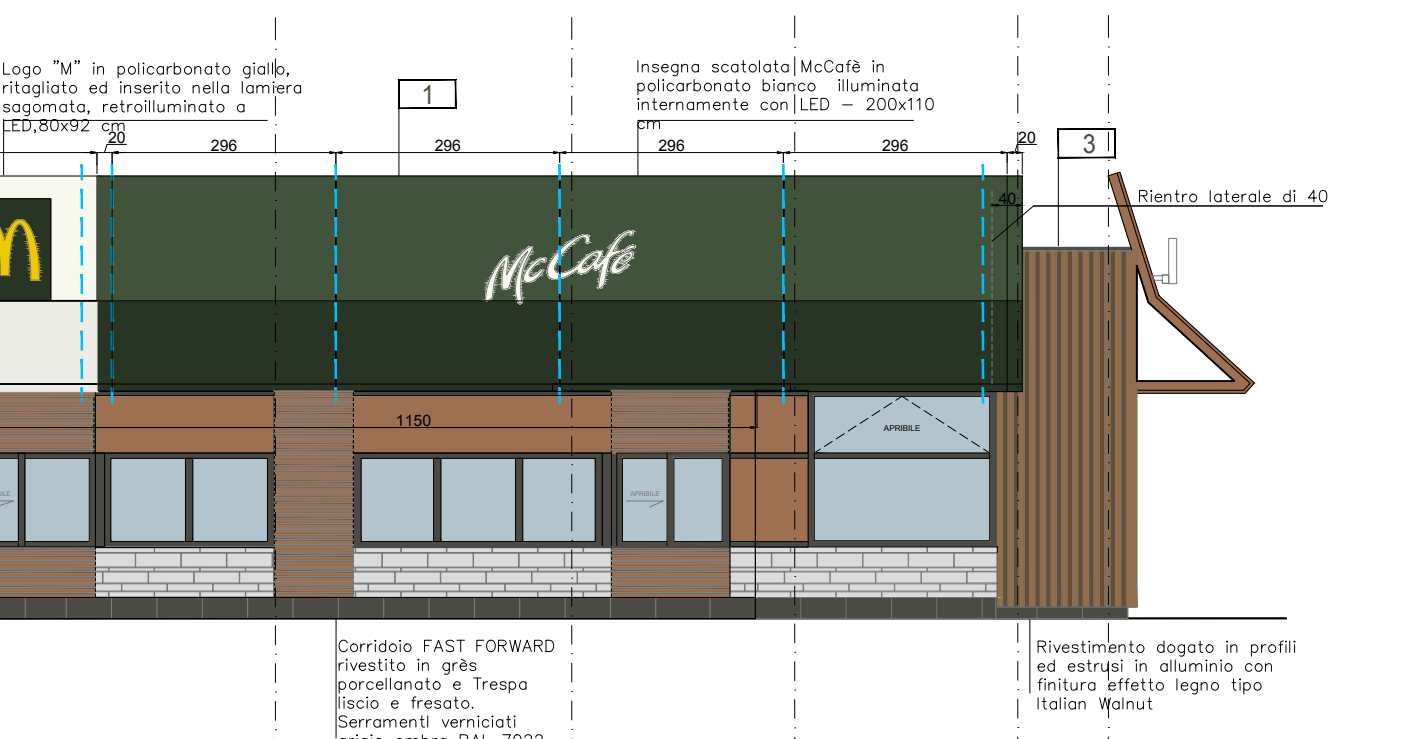 Logo "M" in policarbonato giallo,
ritagliato ed inserito nella lamiera
sagomata, retroilluminato a
LED,80x92 cm
1
Insegna scatolata McCafè in
policarbonato bianco illuminata
internamente con LED – 200x110
cm
20
296
296
296
296
20
3
40
Rientro laterale di 40
McCafé
1150
APRIBILE
APRIBILE
Corridoio FAST FORWARD
rivestito in grès
porcellanato e Trespa
liscio e fresato.
Serramentl verniciati
Rivestimento dogato in profili
ed estrusi in alluminio con
finitura effetto legno tipo
Italian Walnut